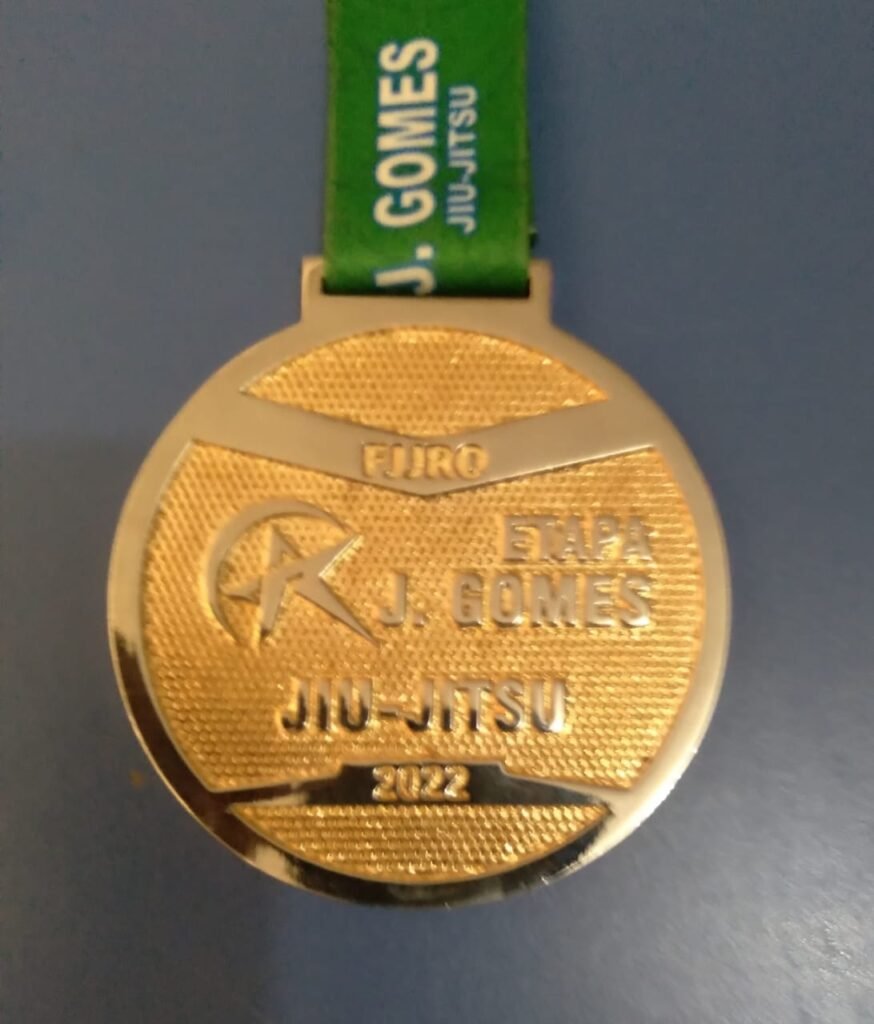 J. GOMES
JIU-JITSU
FJJRO
ETAPA
J. GOMES
JIU-JITSU
2022